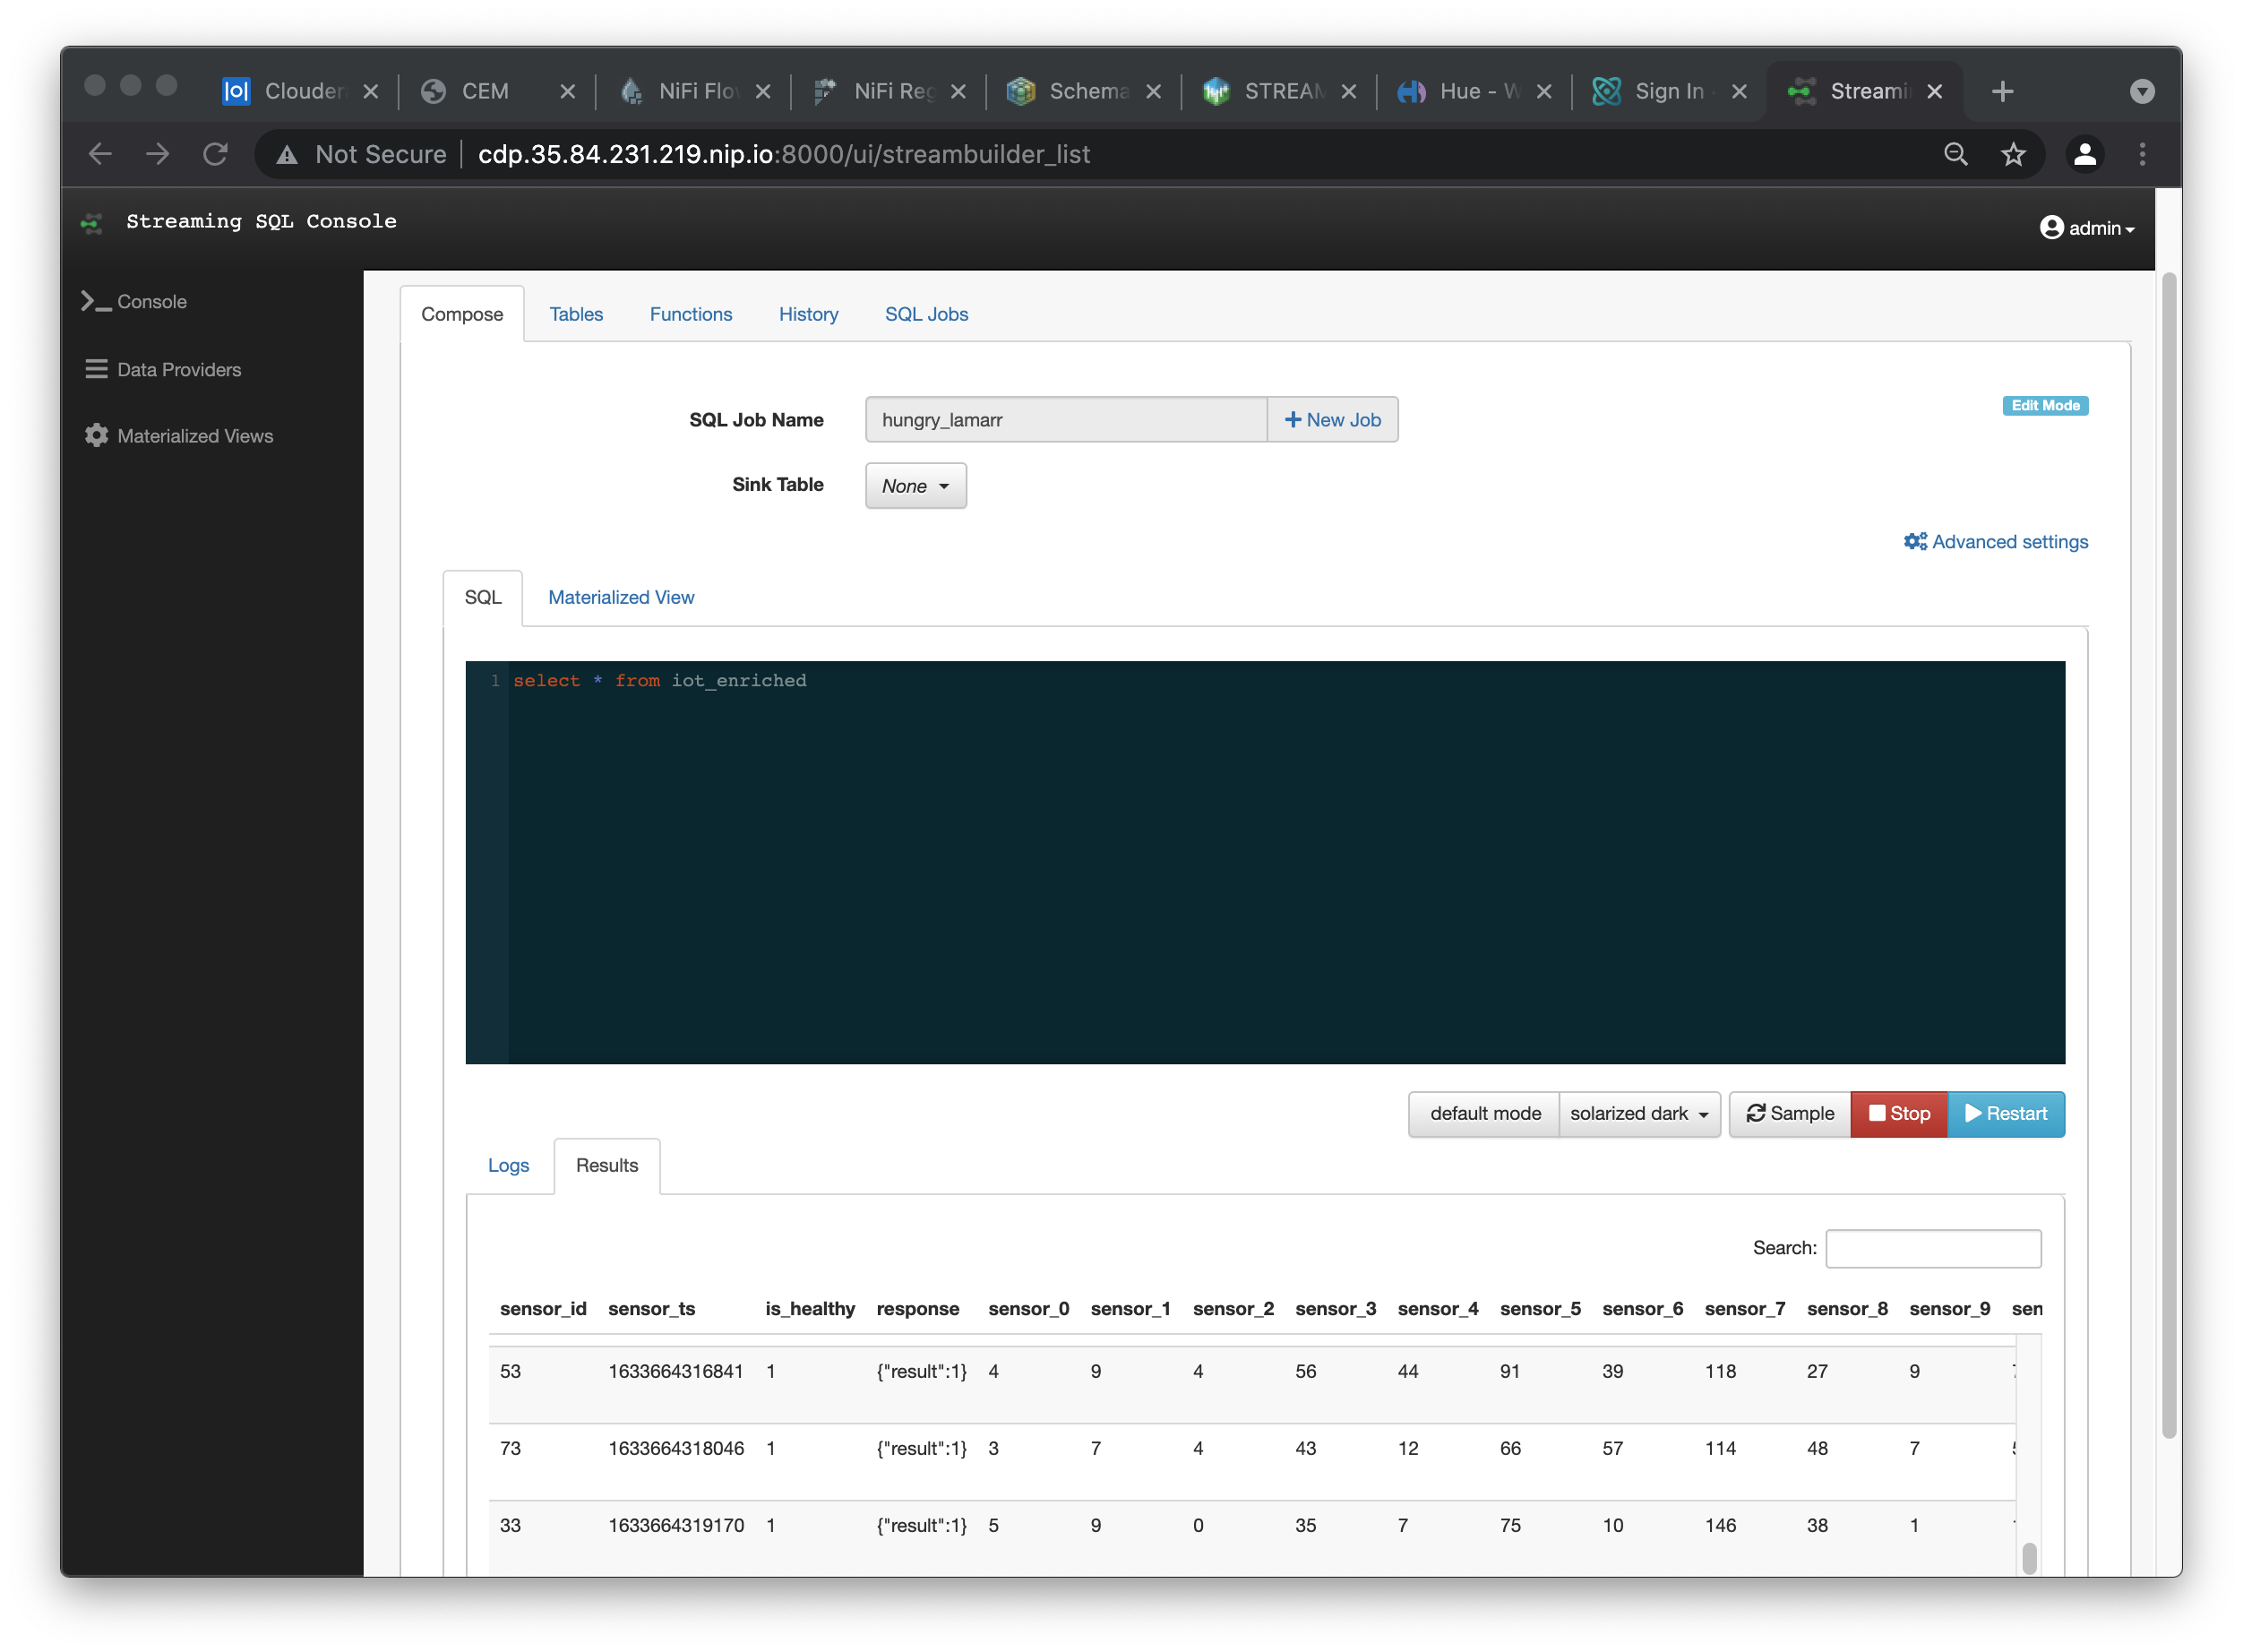 Clouder CEM NiFi Flo NiFi Reg Schema STREAM Hue - W Sign In Streami
Not Secure cdp.35.84.231.219.nip.io:8000/ui/streambuilder_list
Streaming SQL Console
admin
Console
Data Providers
Materialized Views
Compose Tables Functions History SQL Jobs
SQL Job Name hungry_lamarr New Job
Edit Mode
Sink Table None
Advanced settings
SQL Materialized View
1 select * from iot_enriched
default mode solarized dark Sample Stop Restart
Logs Results
Search:
sensor_id sensor_ts is_healthy response sensor_0 sensor_1 sensor_2 sensor_3 sensor_4 sensor_5 sensor_6 sensor_7 sensor_8 sensor_9 sen
53 1633664316841 1 {"result":1} 4 9 4 56 44 91 39 118 27 9
73 1633664318046 1 {"result":1} 3 7 4 43 12 66 57 114 48 7
33 1633664319170 1 {"result":1} 5 9 0 35 7 75 10 146 38 1